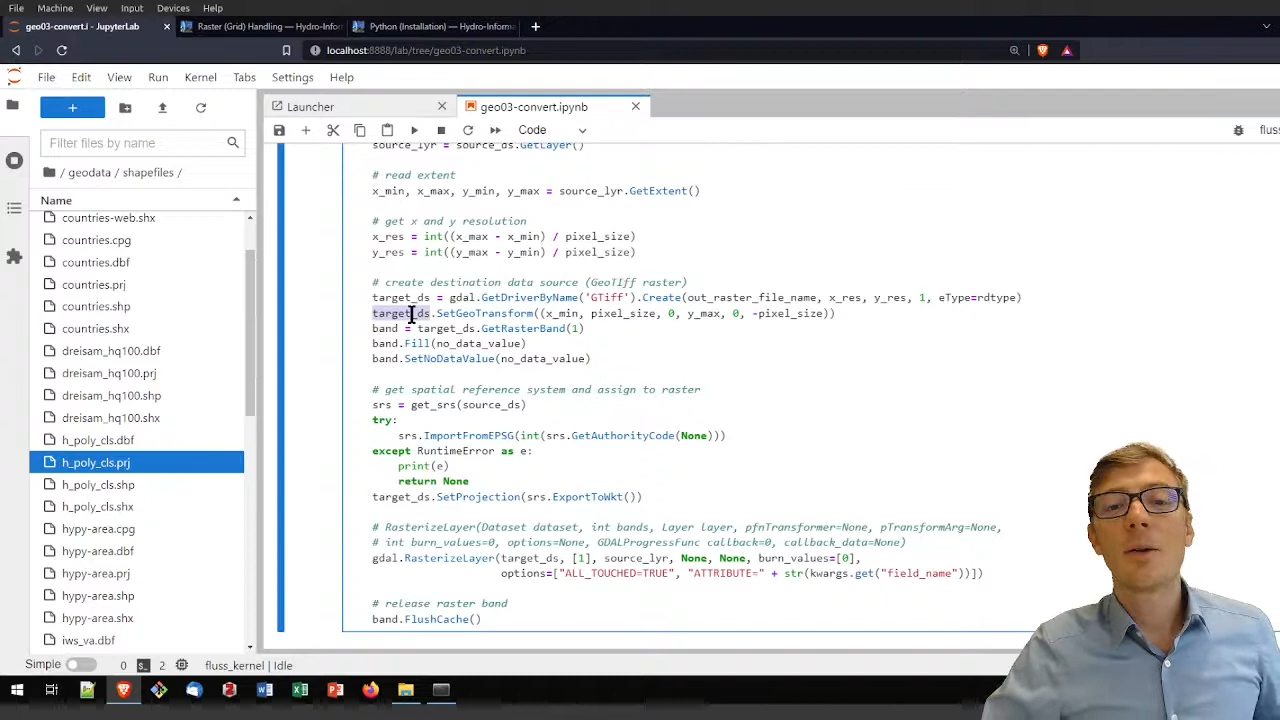 File Machine View Input Devices Help
geo03-convert.i - JupyterLab
Raster (Grid) Handling — Hydro-Infor
Python (Installation) — Hydro-Informa
localhost:8888/lab/tree/geo03-convert.ipynb
File Edit View Run Kernel Tabs Settings Help
Launcher
geo03-convert.ipynb
Code
fluss
Filter files by name
/ geodata / shapefiles /
Name
countries-web.shx
countries.cpg
countries.dbf
countries.prj
countries.shp
countries.shx
dreisam_hq100.dbf
dreisam_hq100.prj
dreisam_hq100.shp
dreisam_hq100.shx
h_poly_cls.dbf
h_poly_cls.prj
h_poly_cls.shp
h_poly_cls.shx
hypy-area.cpg
hypy-area.dbf
hypy-area.prj
hypy-area.shp
hypy-area.shx
iws_va.dbf
source_lyr = source_ds.GetLayer()
# read extent
x_min, x_max, y_min, y_max = source_lyr.GetExtent()
# get x and y resolution
x_res = int((x_max - x_min) / pixel_size)
y_res = int((y_max - y_min) / pixel_size)
# create destination data source (GeoTIff raster)
target_ds = gdal.GetDriverByName('GTiff').Create(out_raster_file_name, x_res, y_res, 1, eType=rdtype)
target_ds.SetGeoTransform((x_min, pixel_size, 0, y_max, 0, -pixel_size))
band = target_ds.GetRasterBand(1)
band.Fill(no_data_value)
band.SetNoDataValue(no_data_value)
# get spatial reference system and assign to raster
srs = get_srs(source_ds)
try:
srs.ImportFromEPSG(int(srs.GetAuthorityCode(None)))
except RuntimeError as e:
print(e)
return None
target_ds.SetProjection(srs.ExportToWkt())
# RasterizeLayer(Dataset dataset, int bands, Layer layer, pfnTransformer=None, pTransformArg=None,
# int burn_values=0, options=None, GDALProgressFunc callback=0, callback_data=None)
gdal.RasterizeLayer(target_ds, [1], source_lyr, None, None, burn_values=[0],
options=["ALL_TOUCHED=TRUE", "ATTRIBUTE=" + str(kwargs.get("field_name"))])
# release raster band
band.FlushCache()
Simple 0 2 fluss_kernel | Idle